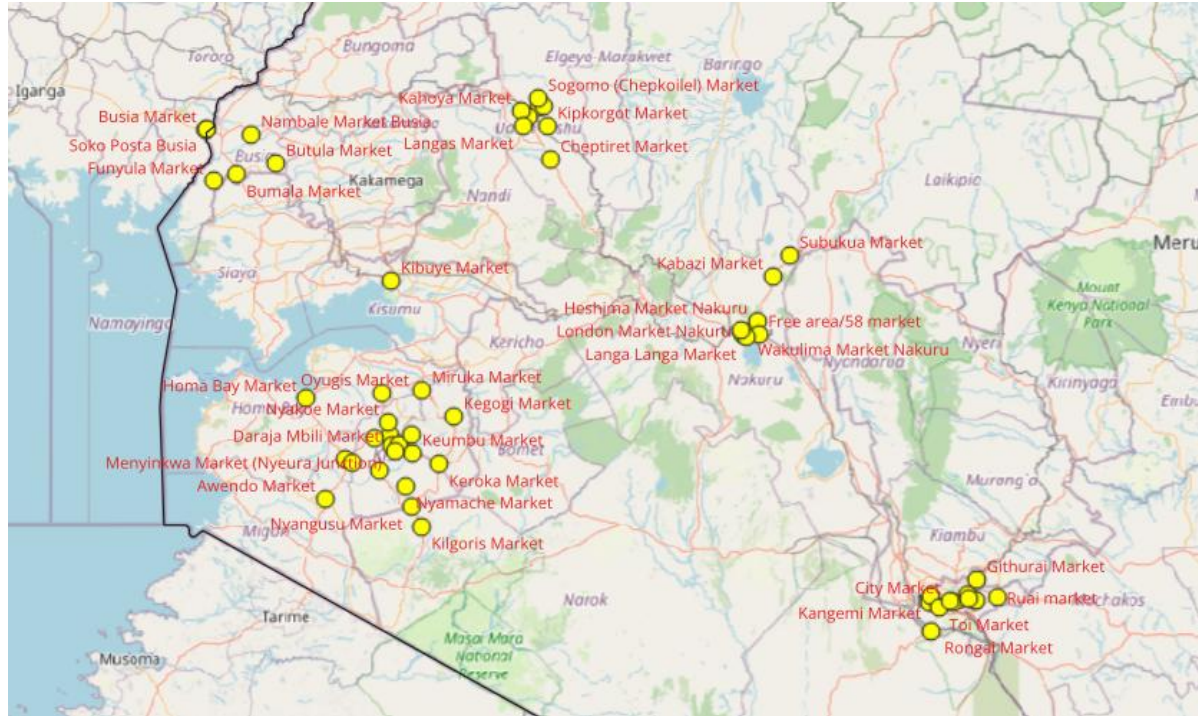 Bungoma
Elgeyo-Marakwet
Tororo
Baringo
Iganga
Sogomo (Chepkoilel) Market
Kahoya Market
Kipkorgot Market
Busia Market
Nambale Market Busia
Soko Posta Busia
Langas Market
Cheptiret Market
Butula Market
Funyula Market
Bumala Market
Kakamega
Nandi
Laikipia
Meru
Subukua Market
Kabazi Market
Kibuye Market
Siaya
Kisumu
Mount
Kenya National
Park
Namayingo
Heshima Market Nakuru
Free area/58 market
London Market Nakuru
Kericho
Langa Langa Market
Wakulima Market Nakuru
Nyeri
Nyandarua
Nakuru
Kirinyaga
Homa Bay Market
Oyugis Market
Miruka Market
Nyakoe Market
Kegogi Market
Daraja Mbili Market
Keumbu Market
Bomet
Menyinkwa Market (Nyeura Junction)
Keroka Market
Awendo Market
Murang'a
Nyamache Market
Nyangusu Market
Kilgoris Market
Kiambu
Githurai Market
City Market
Ruai market
Machakos
Kangemi Market
Toi Market
Rongai Market
Narok
Tarime
Masai Mara
National
Reserve
Musoma